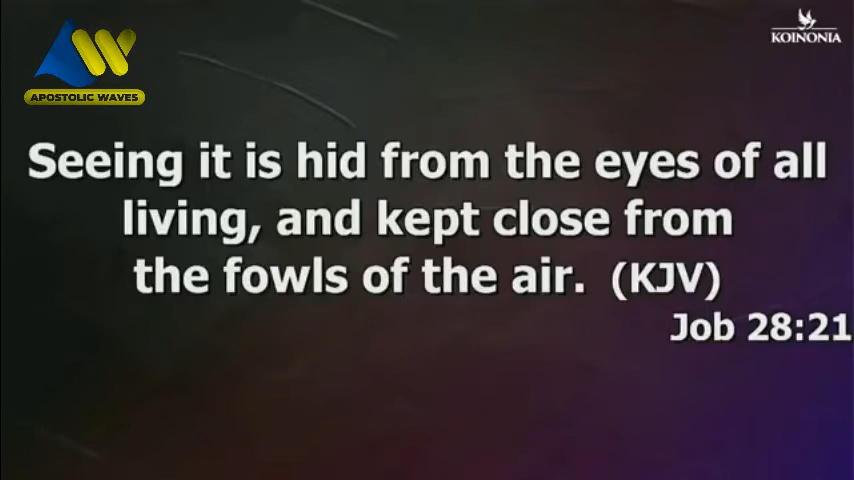 AW
APOSTOLIC WAVES
KOINONIA
Seeing it is hid from the eyes of all
living, and kept close from
the fowls of the air. (KJV)
Job 28:21